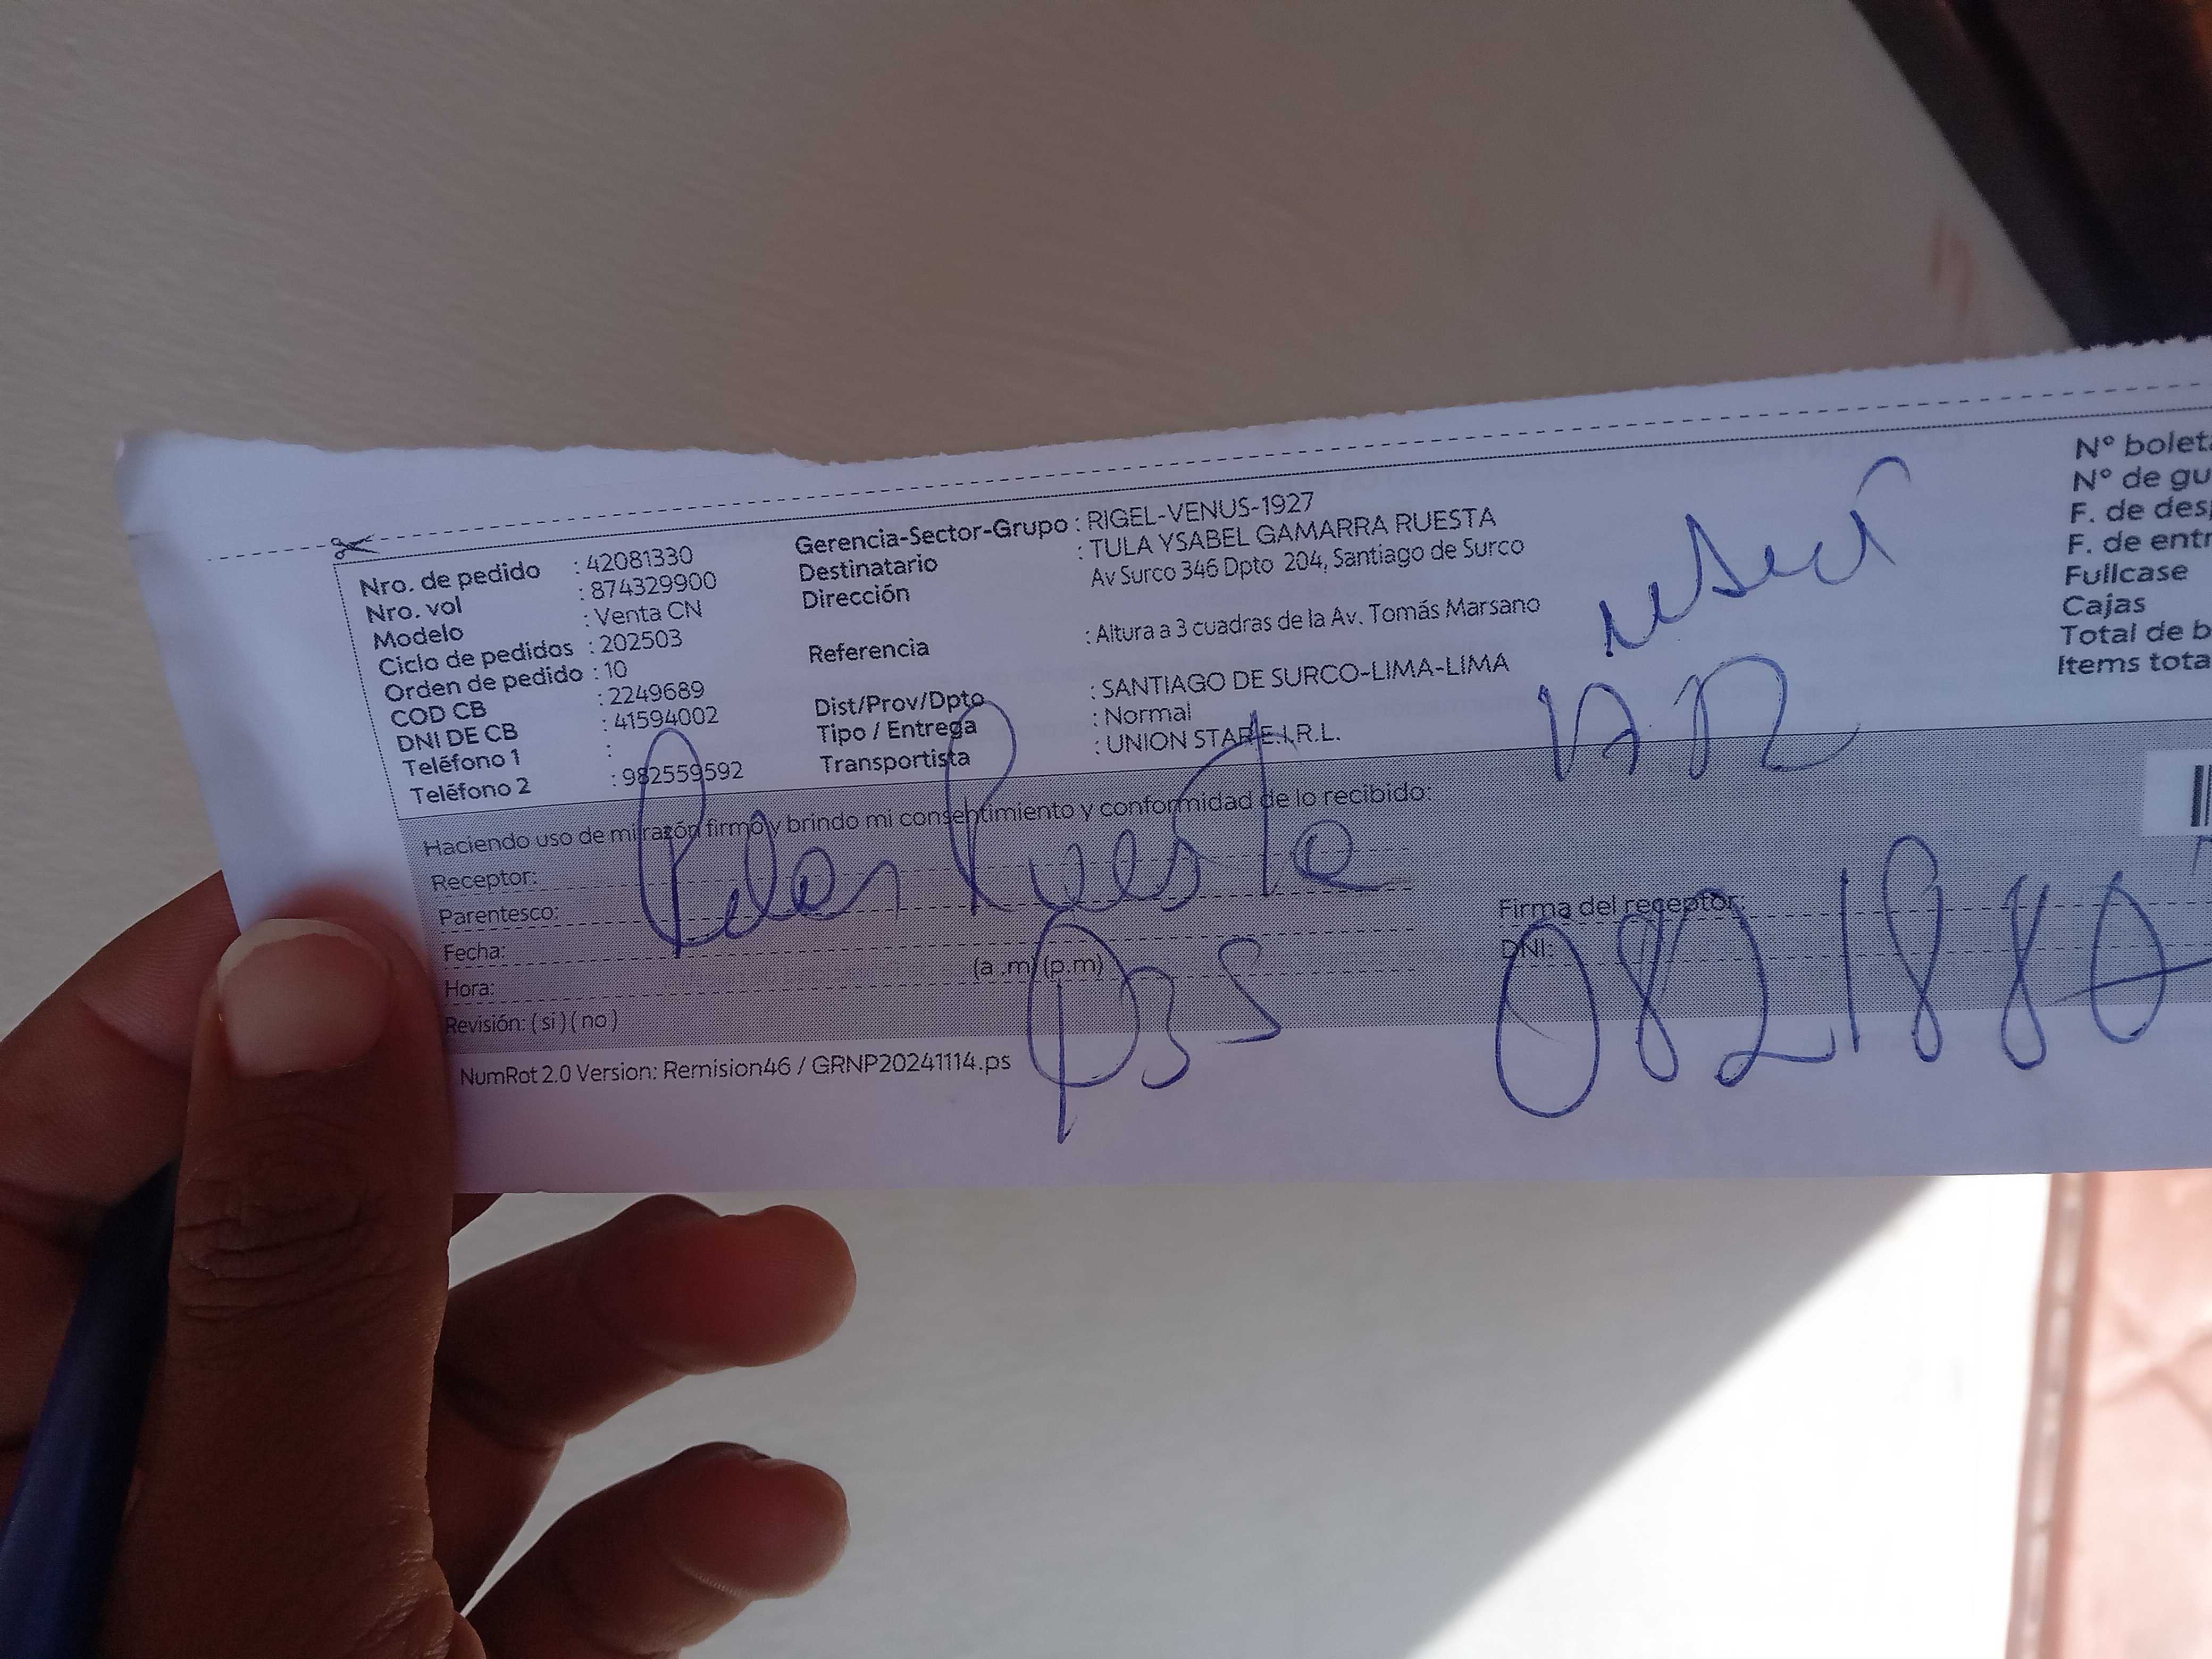 Nro. de pedido : 42081330
Nro. vol : 874329900
Modelo : Venta CN
Ciclo de pedidos : 202503
Orden de pedido : 10
COD CB : 2249689
DNI DE CB : 41594002
Teléfono 1 :
Teléfono 2 : 982559592
Gerencia-Sector-Grupo : RIGEL-VENUS-1927
Destinatario : TULA YSABEL GAMARRA RUESTA
Dirección Av Surco 346 Dpto 204, Santiago de Surco
Referencia : Altura a 3 cuadras de la Av. Tomás Marsano
Dist/Prov/Dpto : SANTIAGO DE SURCO-LIMA-LIMA
Tipo / Entrega : Normal
Transportista : UNION STAR E.I.R.L.
Nº boleta
Nº de gu
F. de des
F. de entr
Fullcase
Cajas
Total de b
Items tota
Haciendo uso de mi razón firmo y brindo mi consentimiento y conformidad de lo recibido:
Receptor:
Parentesco:
Fecha:
Hora: (a .m) (p.m)
Revisión: ( si ) ( no )
Ruesta
Firma del receptor:
DNI: 0821880
NumRot 2.0 Version: Remision46 / GRNP20241114.ps